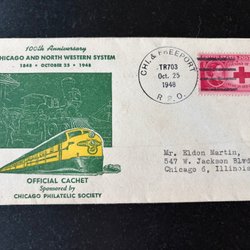 100th Anniversary
CHICAGO AND NORTH WESTERN SYSTEM
1848 • OCTOBER 25 • 1948
OFFICIAL CACHET
Sponsored by
CHICAGO PHILATELIC SOCIETY
CHI. & FREEPORT
TR703
Oct. 25
1948
R.P.O.
Mr. Eldon Martin,
547 W. Jackson Blvd
Chicago 6, Illinois